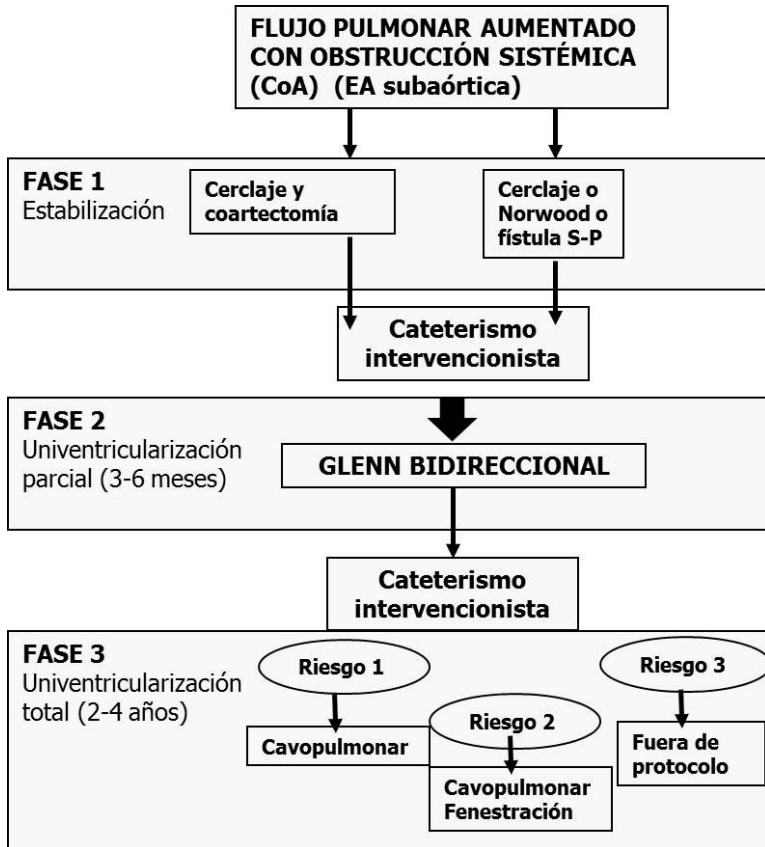 FLUJO PULMONAR AUMENTADO
CON OBSTRUCCIÓN SISTÉMICA
(CoA) (EA subaórtica)
FASE 1
Estabilización
Cerclaje y
coartectomía
Cerclaje o
Norwood o
fístula S-P
Cateterismo
intervencionista
FASE 2
Univentricularización
parcial (3-6 meses)
GLENN BIDIRECCIONAL
Cateterismo
intervencionista
FASE 3
Univentricularización
total (2-4 años)
Riesgo 1
Cavopulmonar
Riesgo 2
Cavopulmonar
Fenestración
Riesgo 3
Fuera de
protocolo